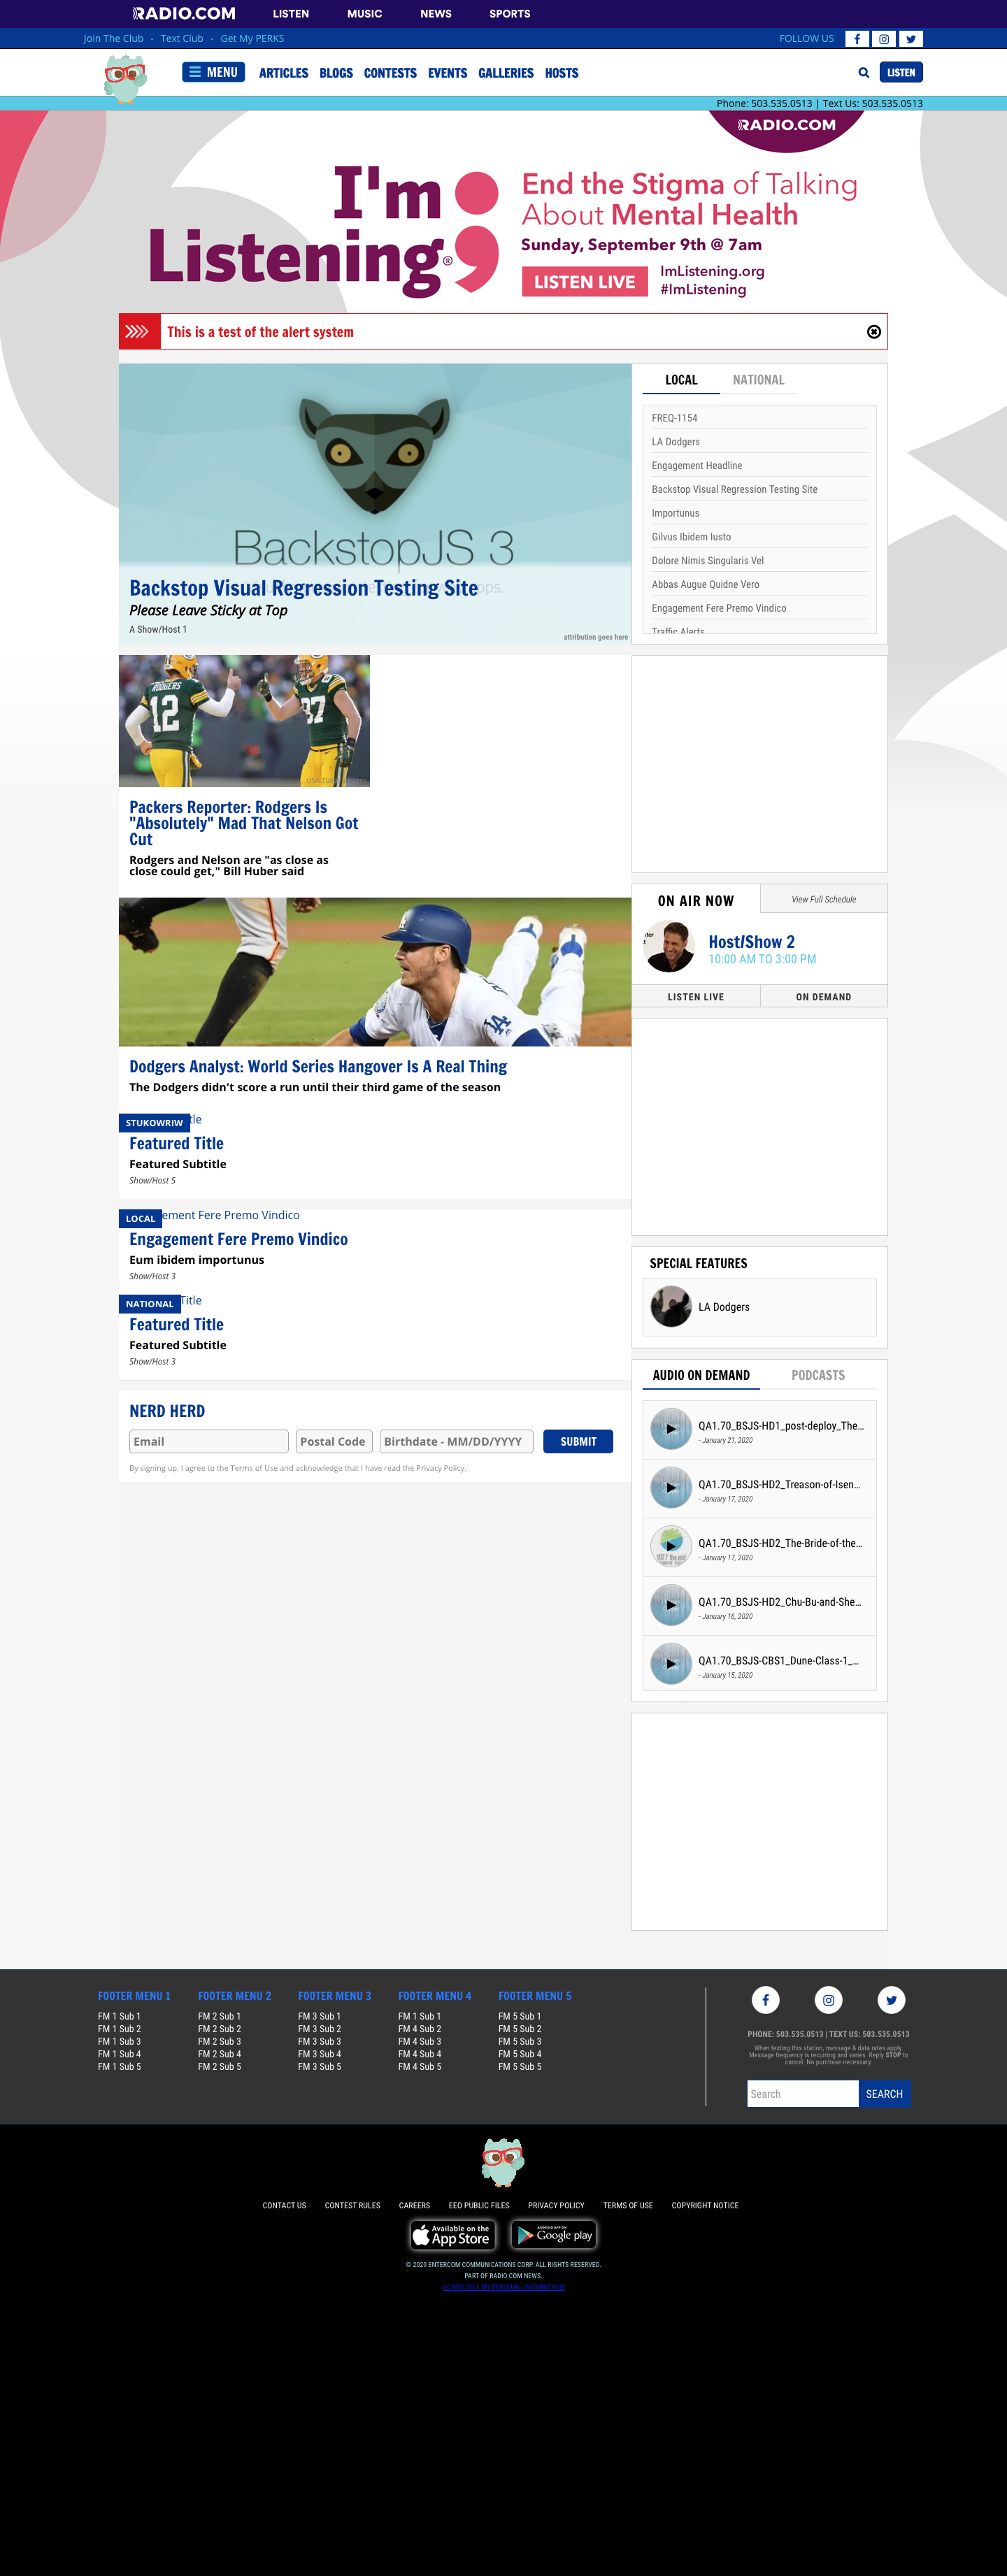 RADIO.COM LISTEN MUSIC NEWS SPORTS
Join The Club - Text Club - Get My PERKS FOLLOW US
MENU ARTICLES BLOGS CONTESTS EVENTS GALLERIES HOSTS LISTEN
Phone: 503.535.0513 | Text Us: 503.535.0513
RADIO.COM
I'm
Listening®
End the Stigma of Talking
About Mental Health
Sunday, September 9th @ 7am
LISTEN LIVE
ImListening.org
#ImListening
This is a test of the alert system
BackstopJS 3
Backstop Visual Regression Testing Site
Please Leave Sticky at Top
A Show/Host 1
attribution goes here
LOCAL NATIONAL
FREQ-1154
LA Dodgers
Engagement Headline
Backstop Visual Regression Testing Site
Importunus
Gilvus Ibidem Iusto
Dolore Nimis Singularis Vel
Abbas Augue Quidne Vero
Engagement Fere Premo Vindico
Traffic Alerts
RODGERS
12
87
Packers Reporter: Rodgers Is
"Absolutely" Mad That Nelson Got
Cut
Rodgers and Nelson are "as close as
close could get," Bill Huber said
ON AIR NOW
View Full Schedule
Host/Show 2
10:00 AM TO 3:00 PM
LISTEN LIVE ON DEMAND
LA
Dodgers Analyst: World Series Hangover Is A Real Thing
The Dodgers didn't score a run until their third game of the season
STUKOWRIW tle
Featured Title
Featured Subtitle
Show/Host 5
LOCAL ement Fere Premo Vindico
Engagement Fere Premo Vindico
Eum ibidem importunus
Show/Host 3
NATIONAL Title
Featured Title
Featured Subtitle
Show/Host 3
SPECIAL FEATURES
LA Dodgers
AUDIO ON DEMAND PODCASTS
QA1.70_BSJS-HD1_post-deploy_The...
- January 21, 2020
QA1.70_BSJS-HD2_Treason-of-Isen...
- January 17, 2020
QA1.70_BSJS-HD2_The-Bride-of-the...
- January 17, 2020
QA1.70_BSJS-HD2_Chu-Bu-and-She...
- January 16, 2020
QA1.70_BSJS-CBS1_Dune-Class-1_...
- January 15, 2020
NERD HERD
Email Postal Code Birthdate - MM/DD/YYYY SUBMIT
By signing up, I agree to the Terms of Use and acknowledge that I have read the Privacy Policy.
FOOTER MENU 1 FOOTER MENU 2 FOOTER MENU 3 FOOTER MENU 4 FOOTER MENU 5
FM 1 Sub 1 FM 2 Sub 1 FM 3 Sub 1 FM 1 Sub 1 FM 5 Sub 1
FM 1 Sub 2 FM 2 Sub 2 FM 3 Sub 2 FM 4 Sub 2 FM 5 Sub 2
FM 1 Sub 3 FM 2 Sub 3 FM 3 Sub 3 FM 4 Sub 3 FM 5 Sub 3
FM 1 Sub 4 FM 2 Sub 4 FM 3 Sub 4 FM 4 Sub 4 FM 5 Sub 4
FM 1 Sub 5 FM 2 Sub 5 FM 3 Sub 5 FM 4 Sub 5 FM 5 Sub 5
PHONE: 503.535.0513 | TEXT US: 503.535.0513
When texting this station, message & data rates apply.
Message frequency is recurring and varies. Reply STOP to
cancel. No purchase necessary.
Search SEARCH
CONTACT US CONTEST RULES CAREERS EEO PUBLIC FILES PRIVACY POLICY TERMS OF USE COPYRIGHT NOTICE
Available on the
App Store
ANDROID APP ON
Google play
© 2020 ENTERCOM COMMUNICATIONS CORP. ALL RIGHTS RESERVED.
PART OF RADIO.COM NEWS.
DO NOT SELL MY PERSONAL INFORMATION